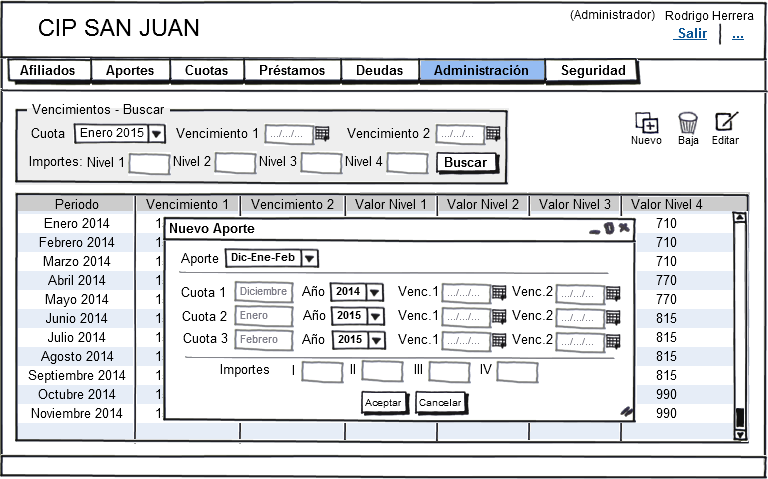 (Administrador) Rodrigo Herrera
CIP SAN JUAN
Salir ...
Afiliados Aportes Cuotas Préstamos Deudas Administración Seguridad
Vencimientos - Buscar
Cuota Enero 2015 Vencimiento 1 .../.../... Vencimiento 2 .../.../...
Nuevo Baja Editar
Importes: Nivel 1 Nivel 2 Nivel 3 Nivel 4 Buscar
Periodo Vencimiento 1 Vencimiento 2 Valor Nivel 1 Valor Nivel 2 Valor Nivel 3 Valor Nivel 4
Enero 2014 1 710
Febrero 2014 1 710
Marzo 2014 1 710
Abril 2014 1 770
Mayo 2014 1 770
Junio 2014 1 815
Julio 2014 1 815
Agosto 2014 1 815
Septiembre 2014 1 815
Octubre 2014 1 990
Noviembre 2014 1 990
Nuevo Aporte
Aporte Dic-Ene-Feb
Cuota 1 Diciembre Año 2014 Venc.1 .../.../... Venc.2 .../.../...
Cuota 2 Enero Año 2015 Venc.1 .../.../... Venc.2 .../.../...
Cuota 3 Febrero Año 2015 Venc.1 .../.../... Venc.2 .../.../...
Importes I II III IV
Aceptar Cancelar